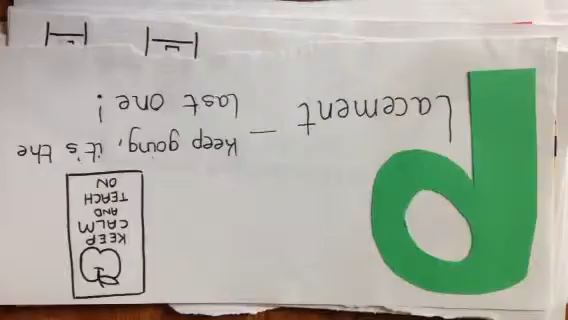 placement — Keep going, it's the
last one!
KEEP
CALM
AND
TEACH
ON